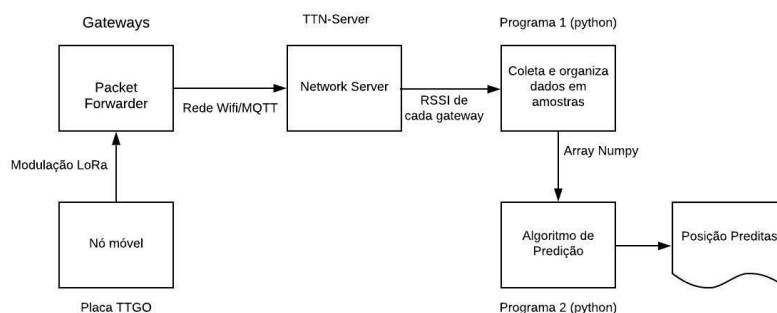 Gateways
TTN-Server
Programa 1 (python)
Packet
Forwarder
Rede Wifi/MQTT
Network Server
RSSI de
cada gateway
Coleta e organiza
dados em
amostras
Modulação LoRa
Array Numpy
Nó móvel
Placa TTGO
Algoritmo de
Predição
Programa 2 (python)
Posição Preditas